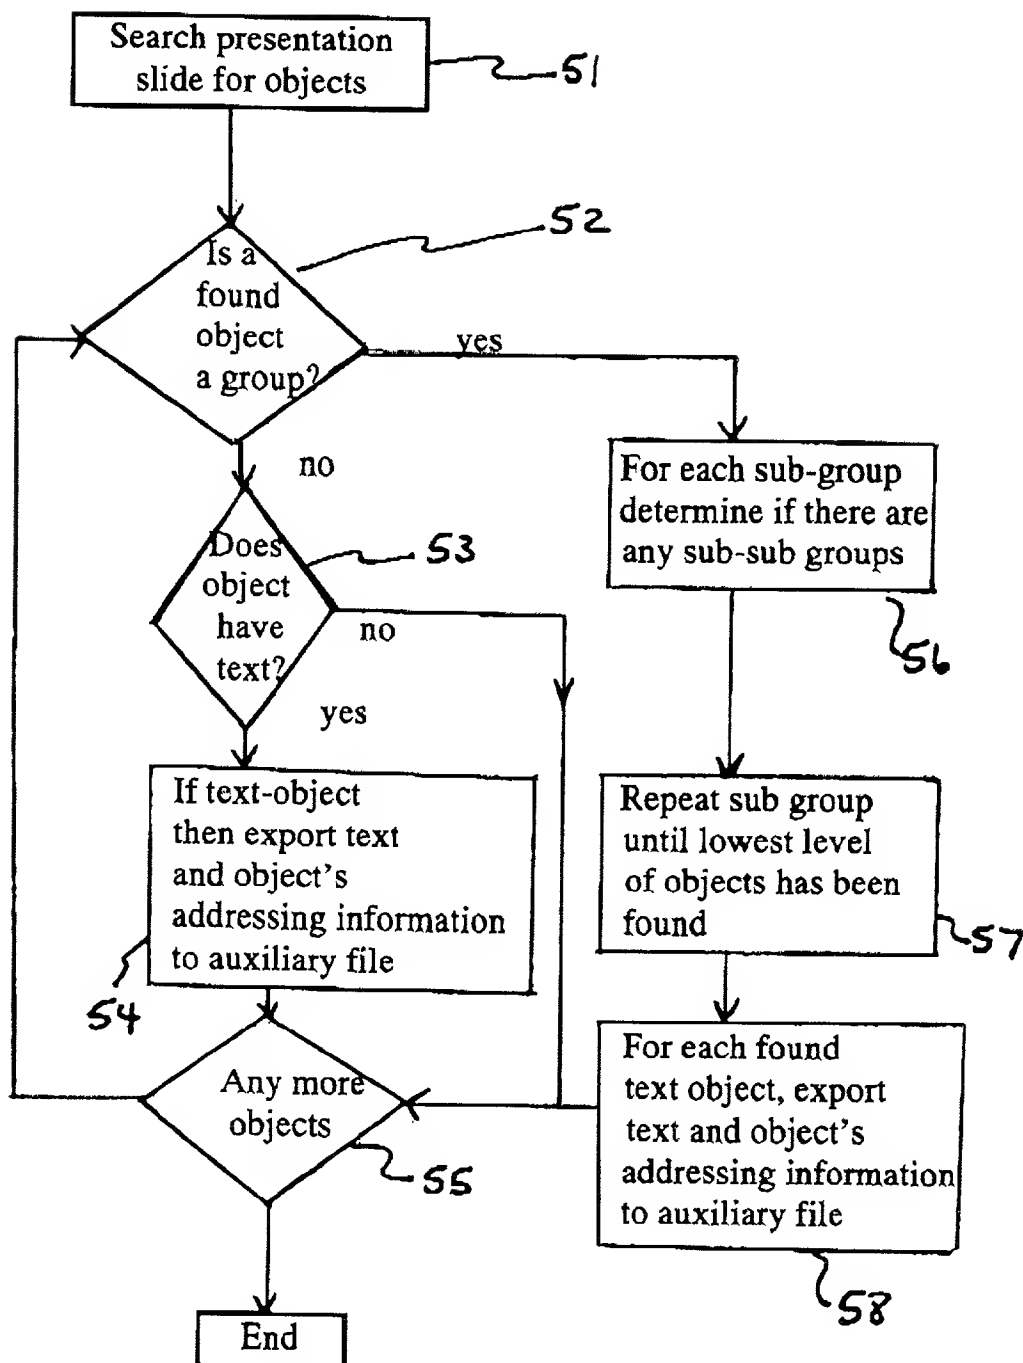 Search presentation
slide for objects
51
52
Is a
found
object
a group?
yes
no
For each sub-group
determine if there are
any sub-sub groups
56
Does
object
have
text?
53
no
yes
If text-object
then export text
and object's
addressing information
to auxiliary file
54
Repeat sub group
until lowest level
of objects has been
found
57
Any more
objects
55
For each found
text object, export
text and object's
addressing information
to auxiliary file
58
End